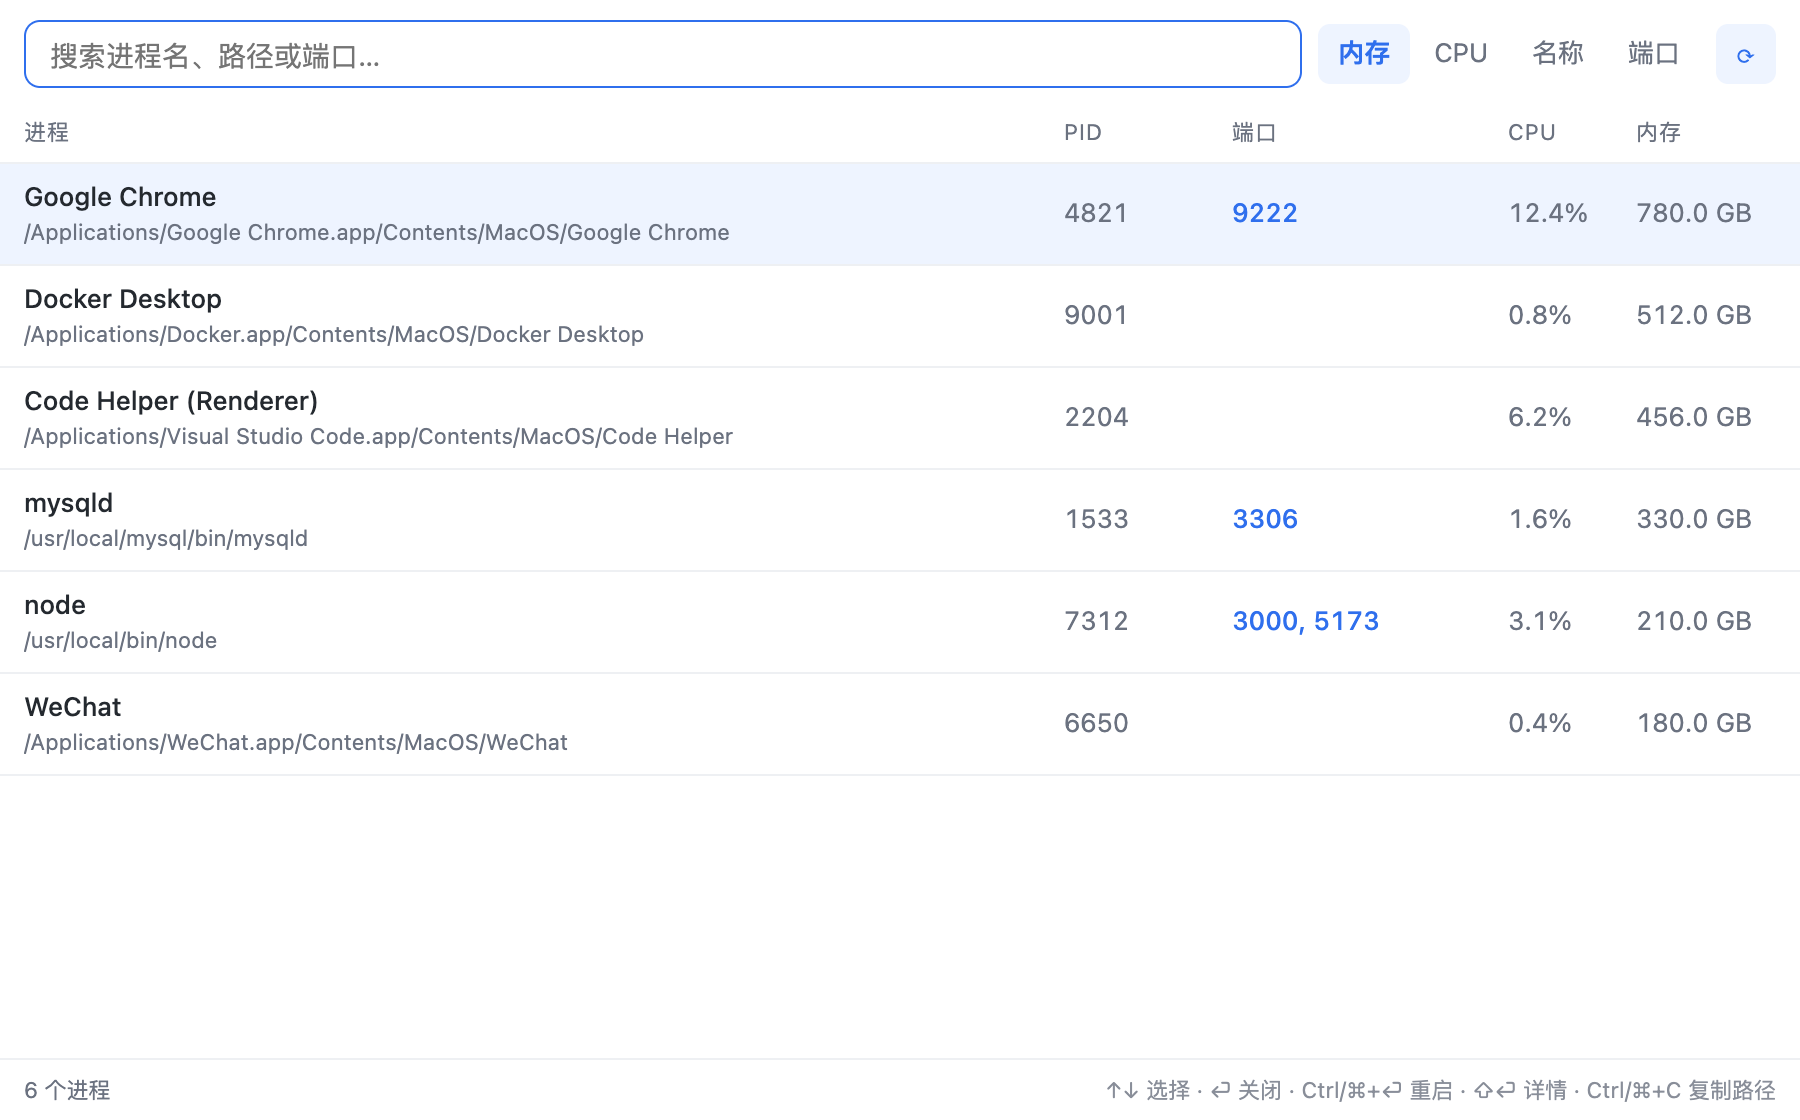 搜索进程名、路径或端口...
内存 CPU 名称 端口 ⟳
进程 PID 端口 CPU 内存
Google Chrome
/Applications/Google Chrome.app/Contents/MacOS/Google Chrome
4821 9222 12.4% 780.0 GB
Docker Desktop
/Applications/Docker.app/Contents/MacOS/Docker Desktop
9001 0.8% 512.0 GB
Code Helper (Renderer)
/Applications/Visual Studio Code.app/Contents/MacOS/Code Helper
2204 6.2% 456.0 GB
mysqld
/usr/local/mysql/bin/mysqld
1533 3306 1.6% 330.0 GB
node
/usr/local/bin/node
7312 3000, 5173 3.1% 210.0 GB
WeChat
/Applications/WeChat.app/Contents/MacOS/WeChat
6650 0.4% 180.0 GB
6 个进程
↑↓ 选择 · ⏎ 关闭 · Ctrl/⌘+⏎ 重启 · ⇧⏎ 详情 · Ctrl/⌘+C 复制路径